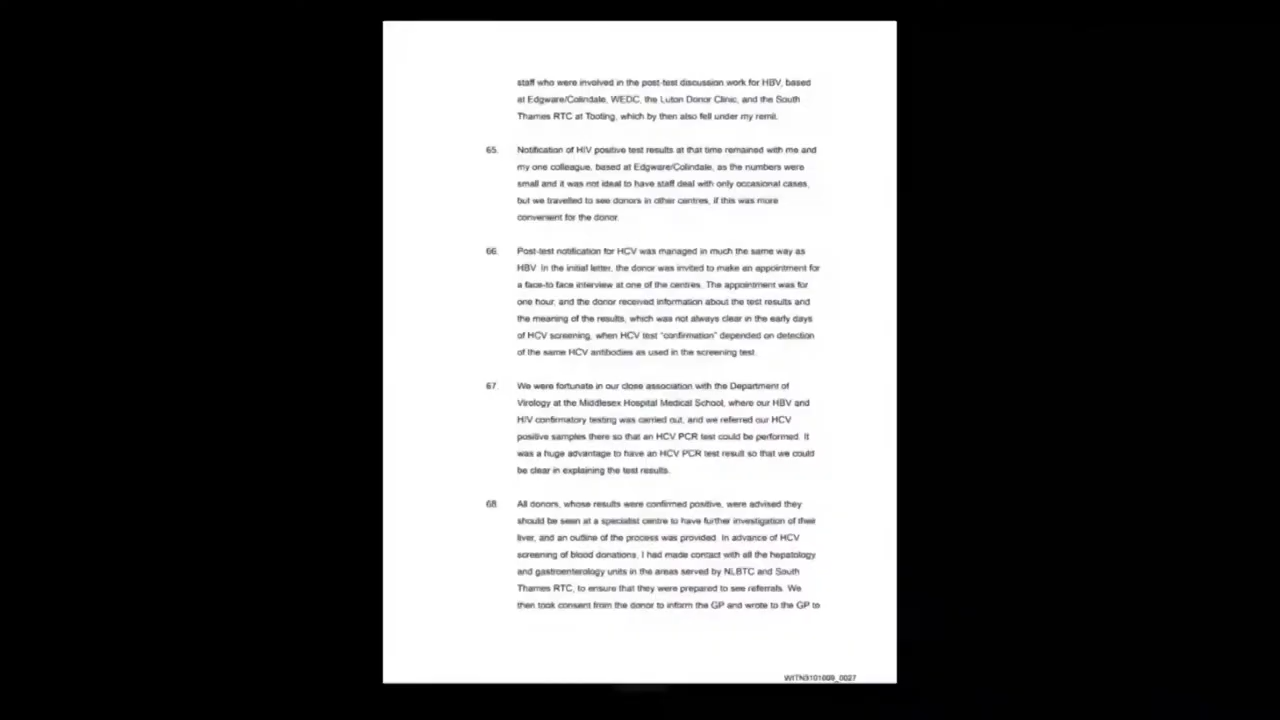 staff who were involved in the post-test discussion work for HBV, based
at Edgware/Colindale, WEDC, the Luton Donor Clinic, and the South
Thames RTC at Tooting, which by then also fell under my remit.
65. Notification of HIV positive test results at that time remained with me and
my one colleague, based at Edgware/Colindale, as the numbers were
small and it was not ideal to have staff deal with only occasional cases,
but we travelled to see donors in other centres, if this was more
convenient for the donor.
66. Post-test notification for HCV was managed in much the same way as
HBV. In the initial letter, the donor was invited to make an appointment for
a face-to face interview at one of the centres. The appointment was for
one hour, and the donor received information about the test results and
the meaning of the results, which was not always clear in the early days
of HCV screening, when HCV test "confirmation" depended on detection
of the same HCV antibodies as used in the screening test.
67. We were fortunate in our close association with the Department of
Virology at the Middlesex Hospital Medical School, where our HBV and
HIV confirmatory testing was carried out, and we referred our HCV
positive samples there so that an HCV PCR test could be performed. It
was a huge advantage to have an HCV PCR test result so that we could
be clear in explaining the test results.
68. All donors, whose results were confirmed positive, were advised they
should be seen at a specialist centre to have further investigation of their
liver, and an outline of the process was provided. In advance of HCV
screening of blood donations, I had made contact with all the hepatology
and gastroenterology units in the areas served by NLBTC and South
Thames RTC, to ensure that they were prepared to see referrals. We
then took consent from the donor to inform the GP and wrote to the GP to